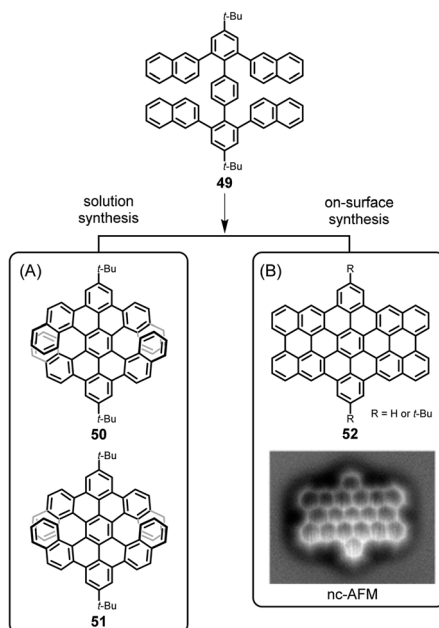 t-Bu
t-Bu
49
solution
synthesis
on-surface
synthesis
(A)
t-Bu
t-Bu
50
t-Bu
t-Bu
51
(B)
R
R
R = H or t-Bu
52
nc-AFM